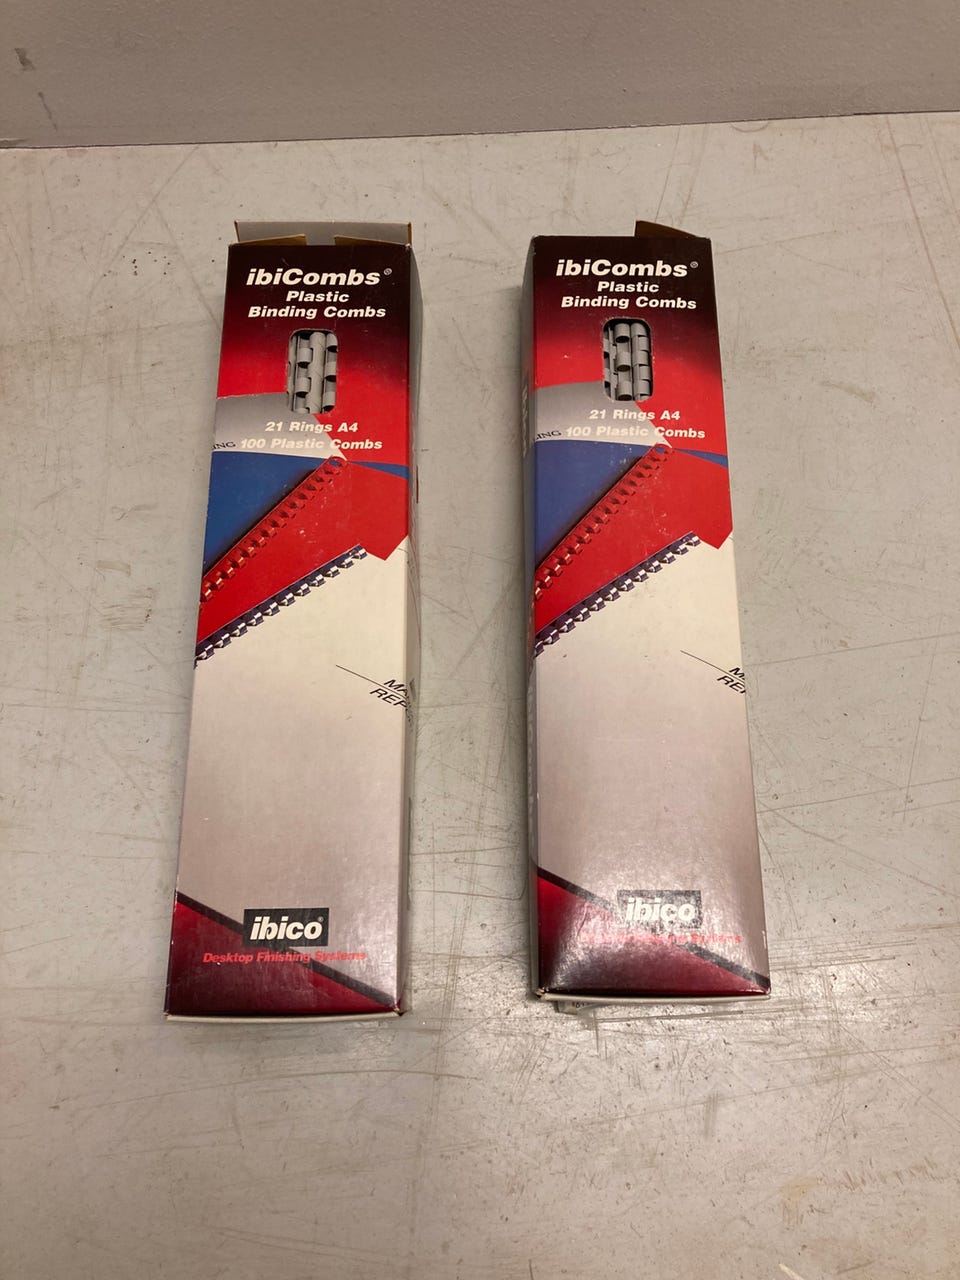 ibiCombs®
Plastic
Binding Combs
21 Rings A4
100 Plastic Combs
ibico®
Desktop Finishing Systems
ibiCombs®
Plastic
Binding Combs
21 Rings A4
100 Plastic Combs
ibico
Systems